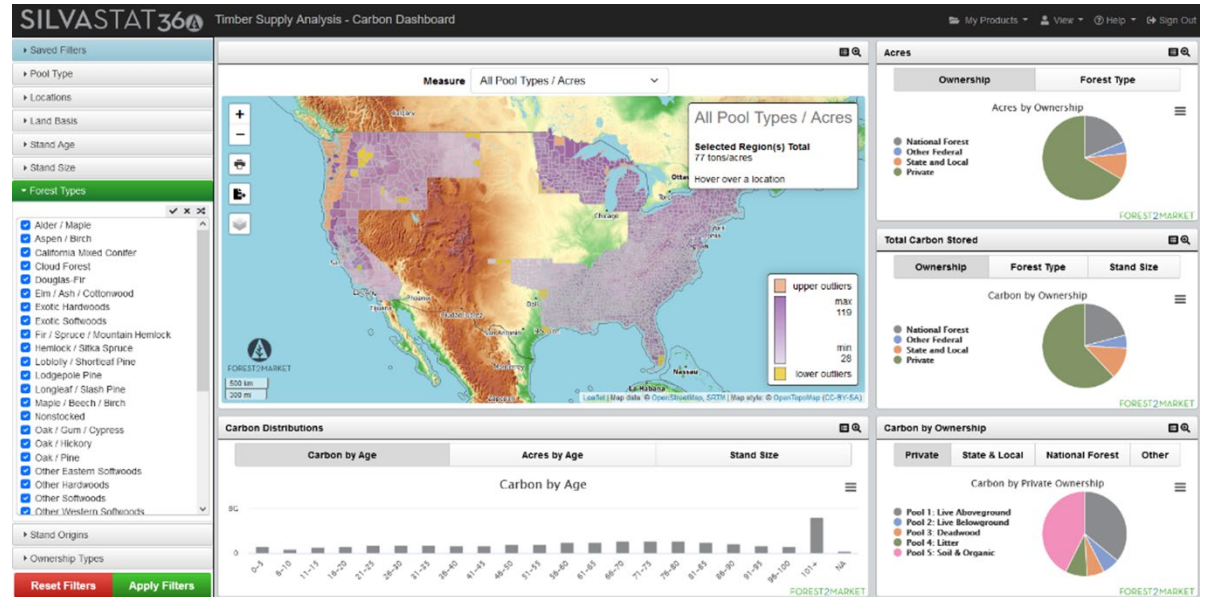 SILVASTAT360
Timber Supply Analysis - Carbon Dashboard
My Products
View
Help
Sign Out
Saved Filters
Pool Type
Locations
Land Basis
Stand Age
Stand Size
Forest Types
Alder / Maple
Aspen / Birch
California Mixed Conifer
Cloud Forest
Douglas-Fir
Elm / Ash / Cottonwood
Exotic Hardwoods
Exotic Softwoods
Fir / Spruce / Mountain Hemlock
Hemlock / Sitka Spruce
Loblolly / Shortleaf Pine
Lodgepole Pine
Longleaf / Slash Pine
Maple / Beech / Birch
Nonstocked
Oak / Gum / Cypress
Oak / Hickory
Oak / Pine
Other Eastern Softwoods
Other Hardwoods
Other Softwoods
Other Western Softwoods
Stand Origins
Ownership Types
Reset Filters
Apply Filters
Measure
All Pool Types / Acres
+
−
All Pool Types / Acres
Selected Region(s) Total
77 tons/acres
Hover over a location
Chicago
Phoenix
Tijuana
San Antonio
Monterrey
La Habana
Nassau
upper outliers
max
119
min
28
lower outliers
FOREST2MARKET
500 km
300 mi
Leaflet | Map data: © OpenStreetMap, SRTM | Map style: © OpenTopoMap (CC-BY-SA)
Carbon Distributions
Carbon by Age
Acres by Age
Stand Size
Carbon by Age
8G
0
0-5
6-10
11-15
16-20
21-25
26-30
31-35
36-40
41-45
46-50
51-55
56-60
61-65
66-70
71-75
76-80
81-85
86-90
91-95
96-100
101+
NA
FOREST2MARKET
Acres
Ownership
Forest Type
Acres by Ownership
National Forest
Other Federal
State and Local
Private
FOREST2MARKET
Total Carbon Stored
Ownership
Forest Type
Stand Size
Carbon by Ownership
National Forest
Other Federal
State and Local
Private
FOREST2MARKET
Carbon by Ownership
Private
State & Local
National Forest
Other
Carbon by Private Ownership
Pool 1: Live Aboveground
Pool 2: Live Belowground
Pool 3: Deadwood
Pool 4: Litter
Pool 5: Soil & Organic
FOREST2MARKET